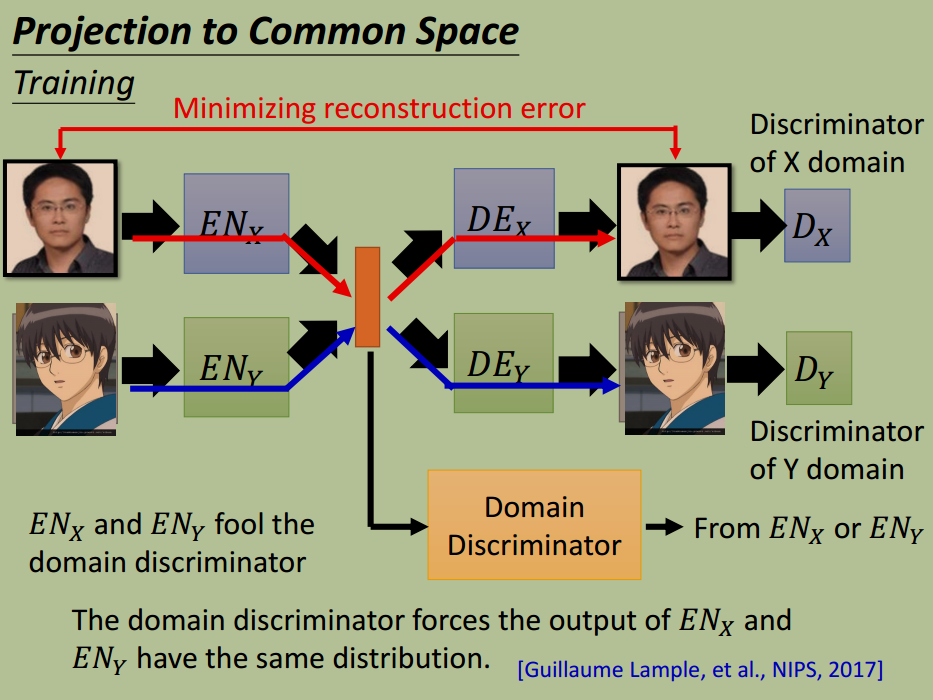 Projection to Common Space
Training
Minimizing reconstruction error
Discriminator
of X domain
EN_X
DE_X
D_X
EN_Y
DE_Y
D_Y
Discriminator
of Y domain
Domain
Discriminator
From EN_X or EN_Y
EN_X and EN_Y fool the
domain discriminator
The domain discriminator forces the output of EN_X and
EN_Y have the same distribution.
[Guillaume Lample, et al., NIPS, 2017]